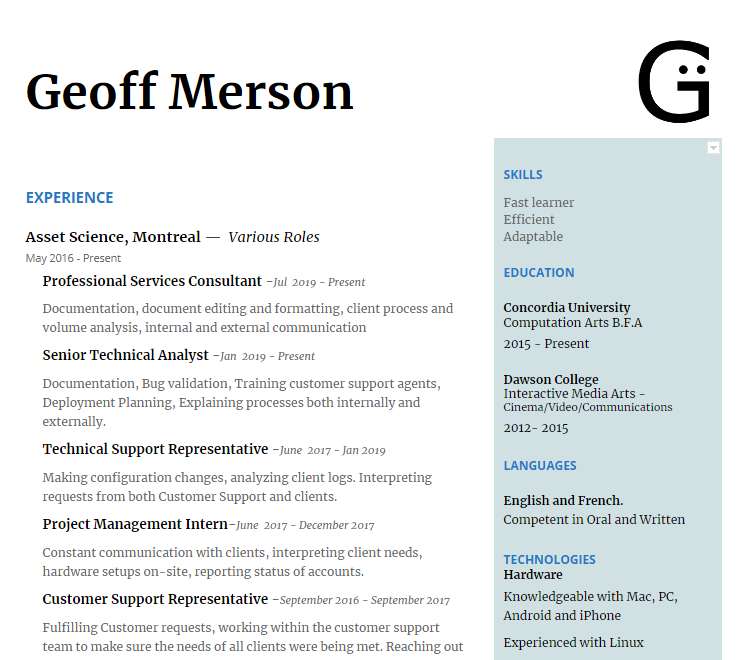 Geoff Merson
G
EXPERIENCE
Asset Science, Montreal — Various Roles
May 2016 - Present
Professional Services Consultant –Jul 2019 - Present
Documentation, document editing and formatting, client process and
volume analysis, internal and external communication
Senior Technical Analyst –Jan 2019 - Present
Documentation, Bug validation, Training customer support agents,
Deployment Planning, Explaining processes both internally and
externally.
Technical Support Representative –June 2017 - Jan 2019
Making configuration changes, analyzing client logs. Interpreting
requests from both Customer Support and clients.
Project Management Intern–June 2017 - December 2017
Constant communication with clients, interpreting client needs,
hardware setups on-site, reporting status of accounts.
Customer Support Representative –September 2016 - September 2017
Fulfilling Customer requests, working within the customer support
team to make sure the needs of all clients were being met. Reaching out
SKILLS
Fast learner
Efficient
Adaptable
EDUCATION
Concordia University
Computation Arts B.F.A
2015 - Present
Dawson College
Interactive Media Arts -
Cinema/Video/Communications
2012- 2015
LANGUAGES
English and French.
Competent in Oral and Written
TECHNOLOGIES
Hardware
Knowledgeable with Mac, PC,
Android and iPhone
Experienced with Linux